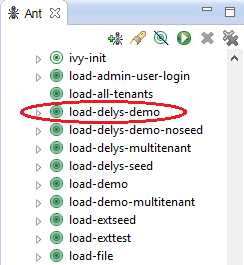 Ant
ivy-init
load-admin-user-login
load-all-tenants
load-delys-demo
load-delys-demo-noseed
load-delys-multitenant
load-delys-seed
load-demo
load-demo-multitenant
load-extseed
load-exttest
load-file